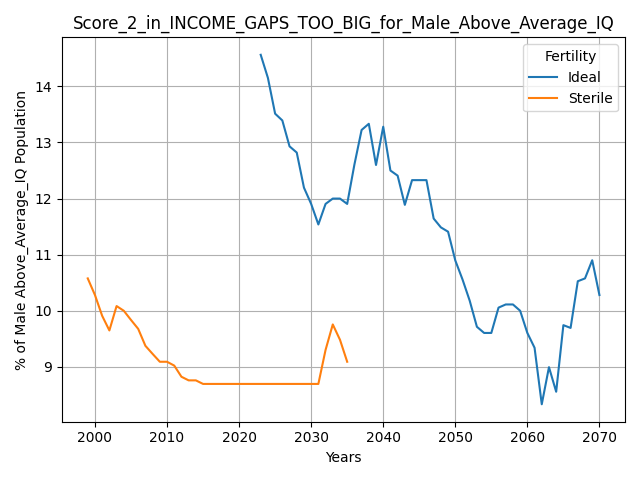 Score_2_in_INCOME_GAPS_TOO_BIG_for_Male_Above_Average_IQ
Fertility
Ideal
Sterile
% of Male Above_Average_IQ Population
14
13
12
11
10
9
2000 2010 2020 2030 2040 2050 2060 2070
Years